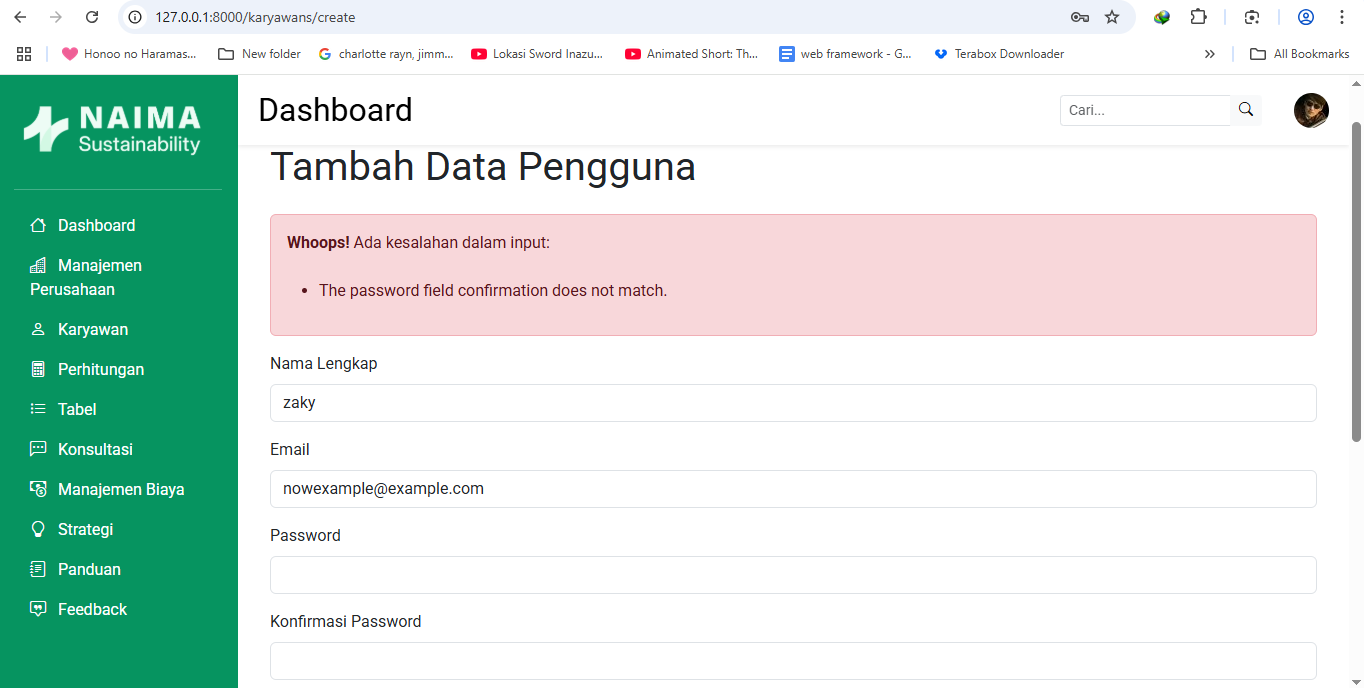 127.0.0.1:8000/karyawans/create
Honoo no Haramas...
New folder
charlotte rayn, jimm...
Lokasi Sword Inazu...
Animated Short: Th...
web framework - G...
Terabox Downloader
All Bookmarks
NAIMA
Sustainability
Dashboard
Cari...
Tambah Data Pengguna
Dashboard
Manajemen
Perusahaan
Karyawan
Perhitungan
Tabel
Konsultasi
Manajemen Biaya
Strategi
Panduan
Feedback
Whoops! Ada kesalahan dalam input:
The password field confirmation does not match.
Nama Lengkap
zaky
Email
nowexample@example.com
Password
Konfirmasi Password